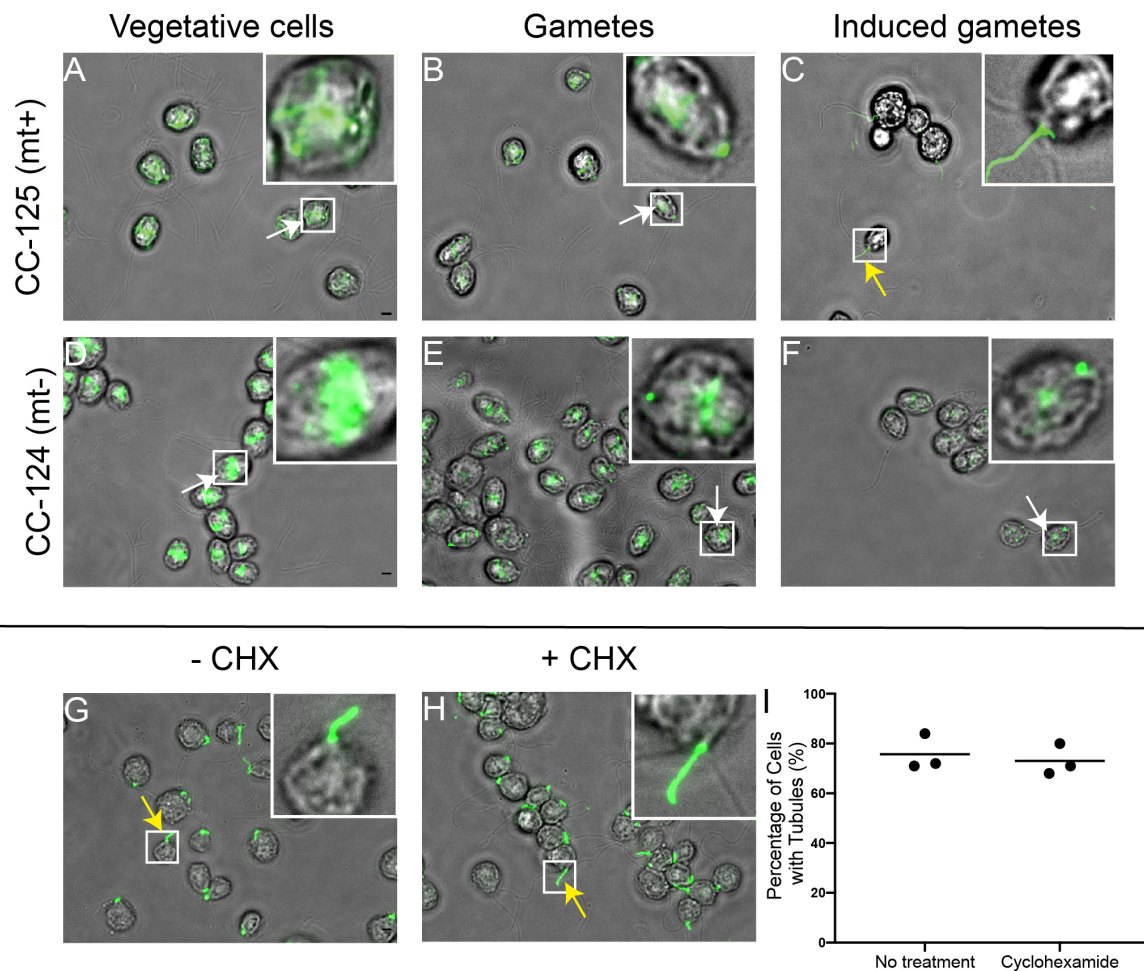 Vegetative cells
Gametes
Induced gametes
CC-125 (mt+)
A
B
C
CC-124 (mt-)
D
E
F
- CHX
+ CHX
G
H
I
Percentage of Cells
with Tubules (%)
100
80
60
40
20
0
No treatment
Cyclohexamide